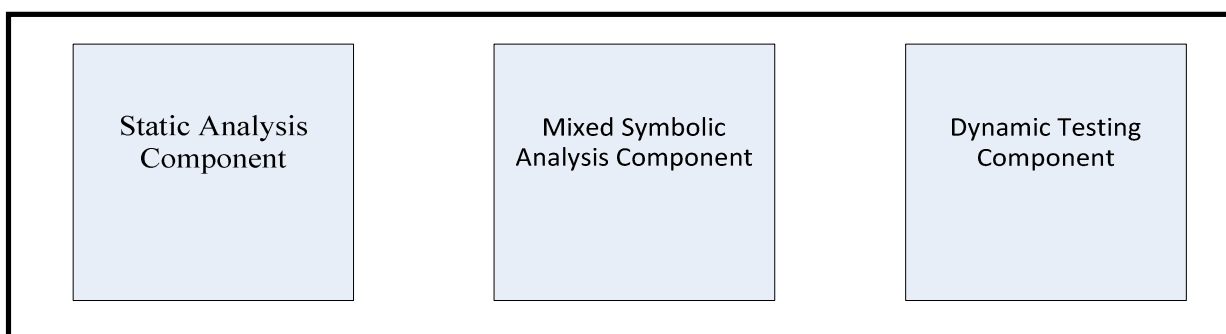 Static Analysis
Component
Mixed Symbolic
Analysis Component
Dynamic Testing
Component